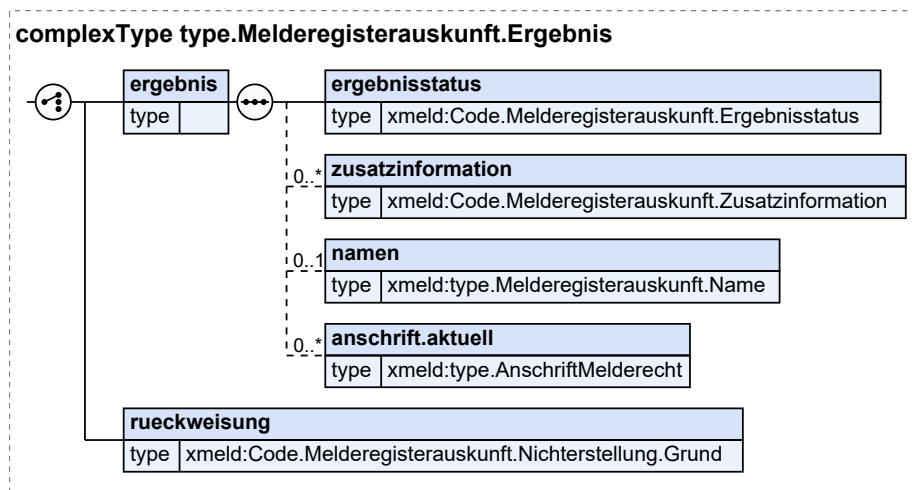 complexType type.Melderegisterauskunft.Ergebnis
ergebnis
type
ergebnisstatus
type xmeld:Code.Melderegisterauskunft.Ergebnisstatus
0..*
zusatzinformation
type xmeld:Code.Melderegisterauskunft.Zusatzinformation
0..1
namen
type xmeld:type.Melderegisterauskunft.Name
0..*
anschrift.aktuell
type xmeld:type.AnschriftMelderecht
rueckweisung
type xmeld:Code.Melderegisterauskunft.Nichterstellung.Grund